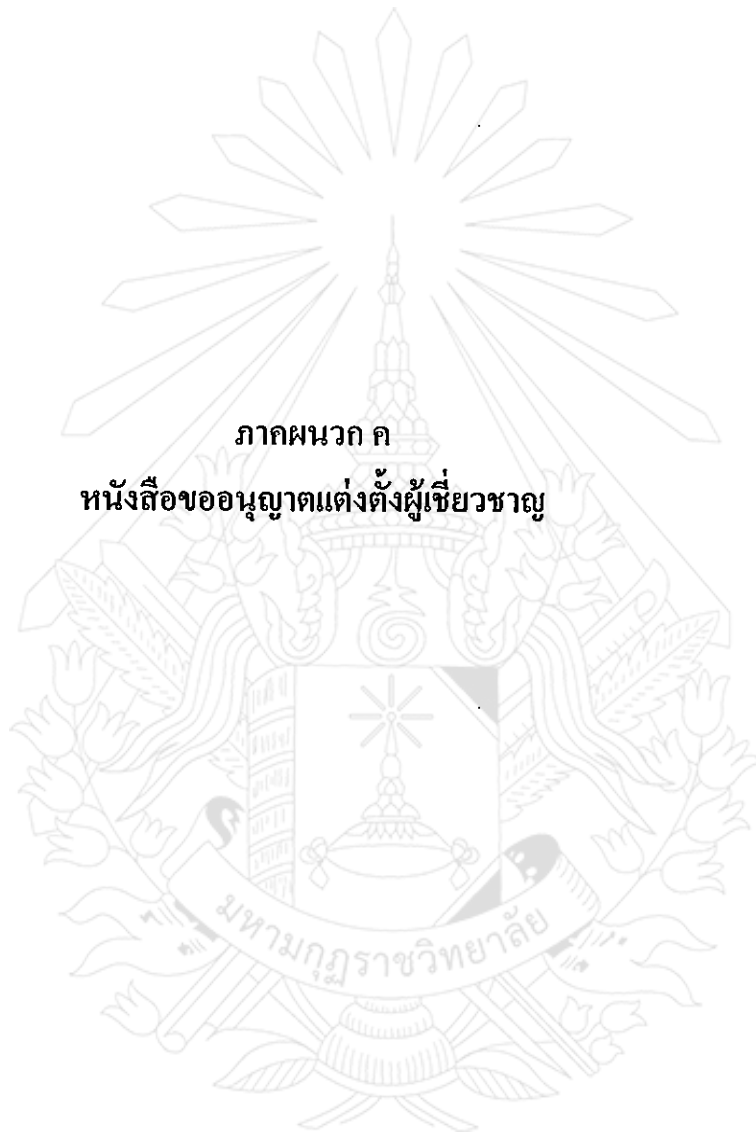 ภาคผนวก ค
หนังสือขออนุญาตแต่งตั้งผู้เชี่ยวชาญ
มหามกุฏราชวิทยาลัย